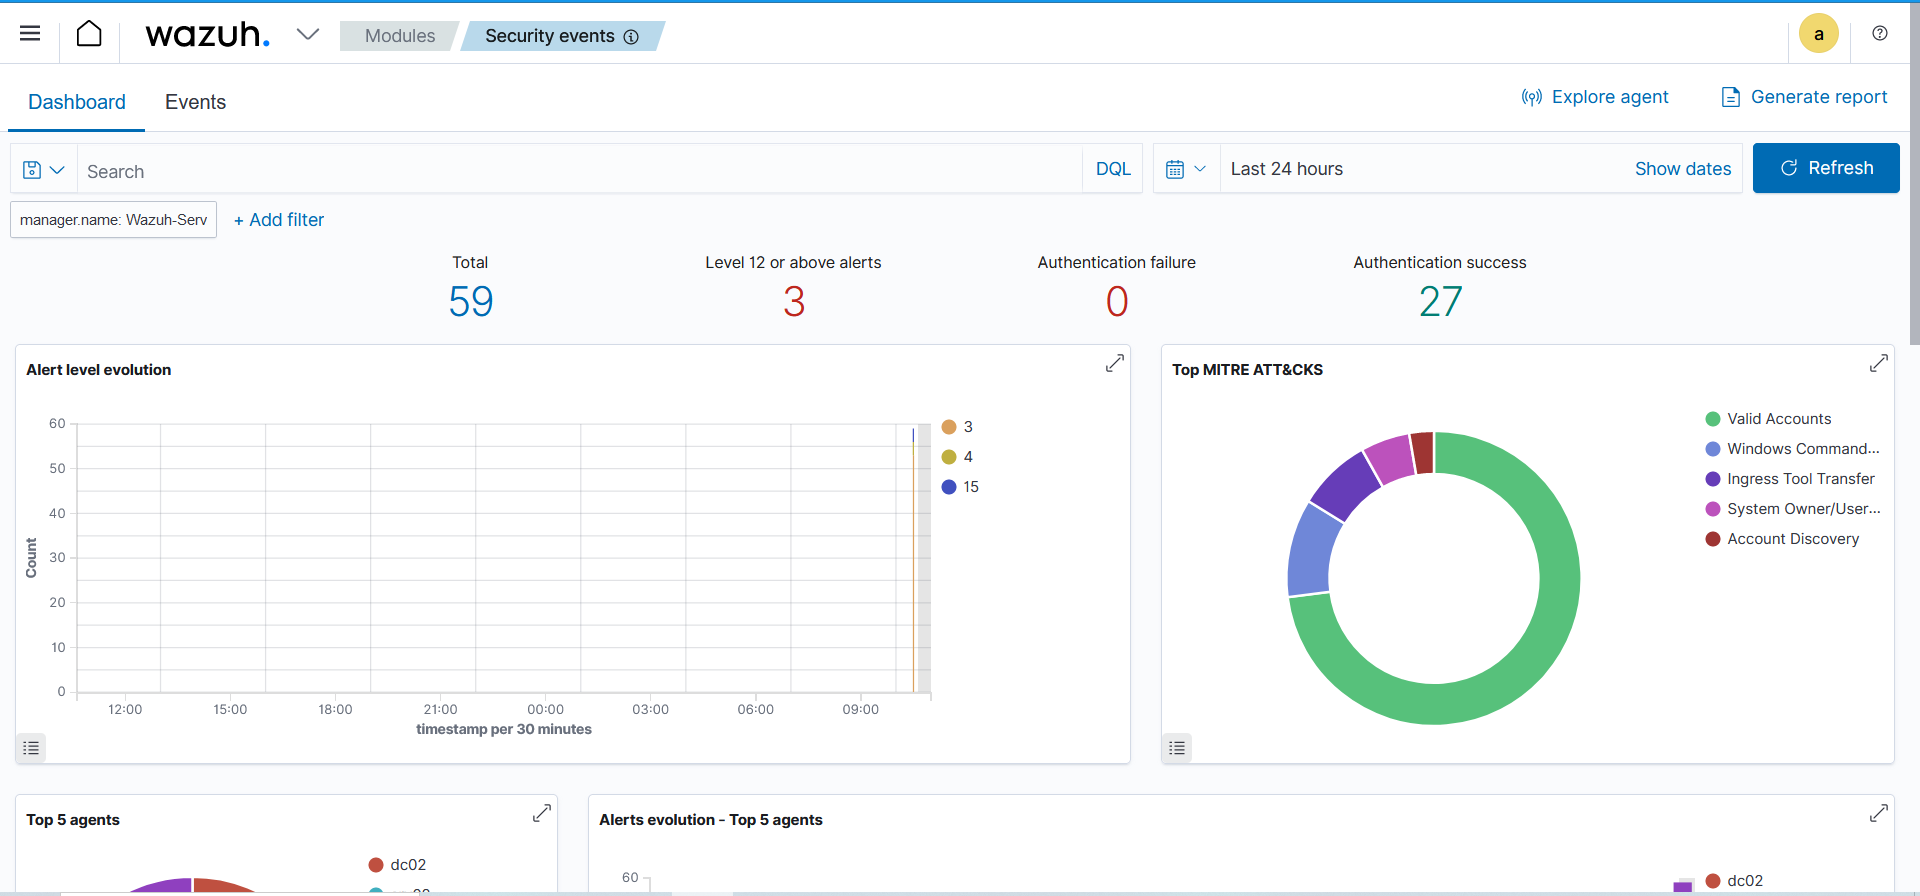 wazuh.
Modules
Security events
a
Dashboard
Events
Explore agent
Generate report
Search
DQL
Last 24 hours
Show dates
Refresh
manager.name: Wazuh-Serv
+ Add filter
Total
59
Level 12 or above alerts
3
Authentication failure
0
Authentication success
27
Alert level evolution
60
50
40
30
20
10
0
Count
12:00
15:00
18:00
21:00
00:00
03:00
06:00
09:00
timestamp per 30 minutes
3
4
15
Top MITRE ATT&CKS
Valid Accounts
Windows Command...
Ingress Tool Transfer
System Owner/User...
Account Discovery
Top 5 agents
dc02
Alerts evolution - Top 5 agents
60
dc02